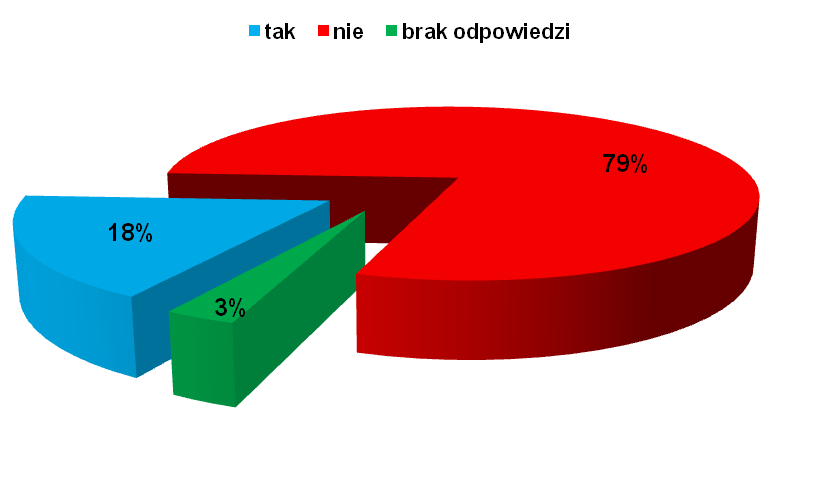 tak nie brak odpowiedzi
79%
18%
3%